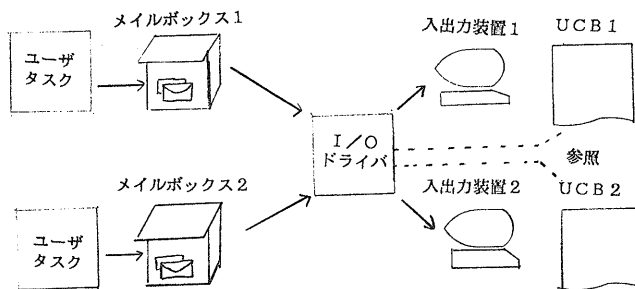 メイルボックス1
入出力装置1
UCB1
ユーザ
タスク
I/O
ドライバ
参照
メイルボックス2
入出力装置2
UCB2
ユーザ
タスク